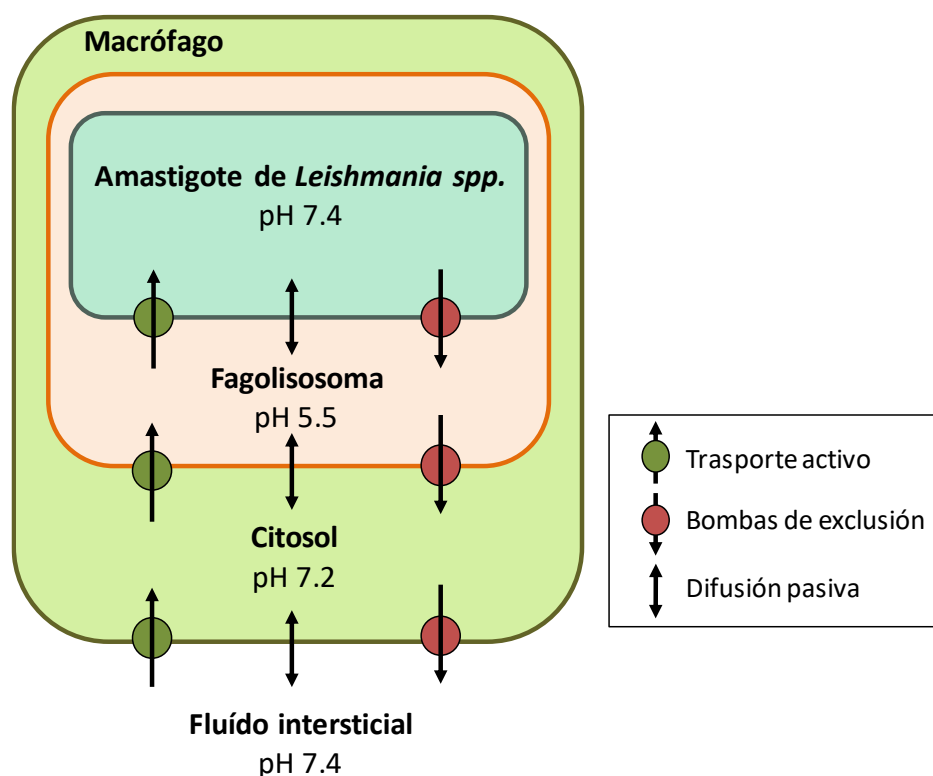 Macrófago
Amastigote de Leishmania spp.
pH 7.4
Fagolisosoma
pH 5.5
Citosol
pH 7.2
Fluído intersticial
pH 7.4
Trasporte activo
Bombas de exclusión
Difusión pasiva